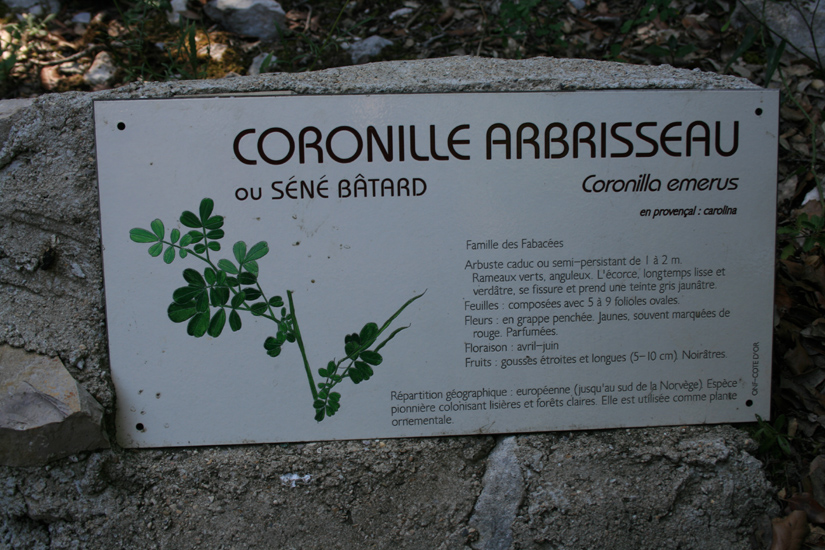 CORONILLE ARBRISSEAU
OU SÉNÉ BÂTARD
Coronilla emerus
en provençal : carolina
Famille des Fabacées
Arbuste caduc ou semi-persistant de 1 à 2 m.
Rameaux verts, anguleux. L'écorce, longtemps lisse et
verdâtre, se fissure et prend une teinte gris jaunâtre.
Feuilles : composées avec 5 à 9 folioles ovales.
Fleurs : en grappe penchée. Jaunes, souvent marquées de
rouge. Parfumées.
Floraison : avril-juin
Fruits : gousses étroites et longues (5-10 cm). Noirâtres.
Répartition géographique : européenne (jusqu'au sud de la Norvège) Espèce
pionnière colonisant lisières et forêts claires. Elle est utilisée comme plante
ornementale.
ONF-COTE D'OR